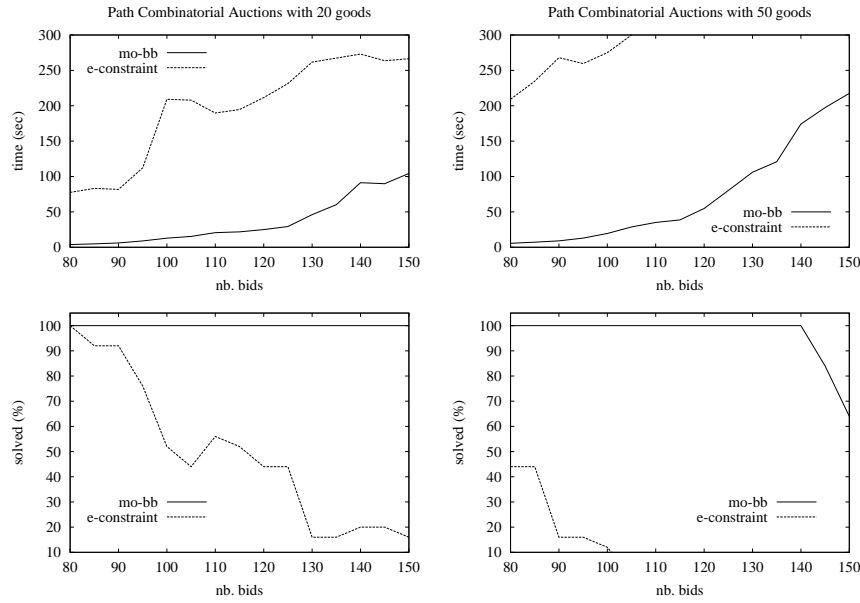 Path Combinatorial Auctions with 20 goods
time (sec)
300
250
200
150
100
50
0
mo-bb
e-constraint
80 90 100 110 120 130 140 150
nb. bids
Path Combinatorial Auctions with 50 goods
time (sec)
300
250
200
150
100
50
0
mo-bb
e-constraint
80 90 100 110 120 130 140 150
nb. bids
solved (%)
100
90
80
70
60
50
40
30
20
10
mo-bb
e-constraint
80 90 100 110 120 130 140 150
nb. bids
solved (%)
100
90
80
70
60
50
40
30
20
10
mo-bb
e-constraint
80 90 100 110 120 130 140 150
nb. bids